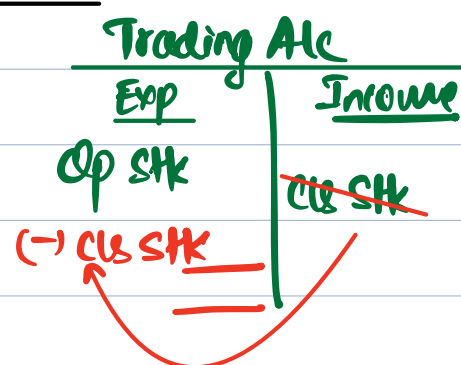 Trading A/c
Exp Income
Op Stk
Cls Stk
(-) Cls Stk